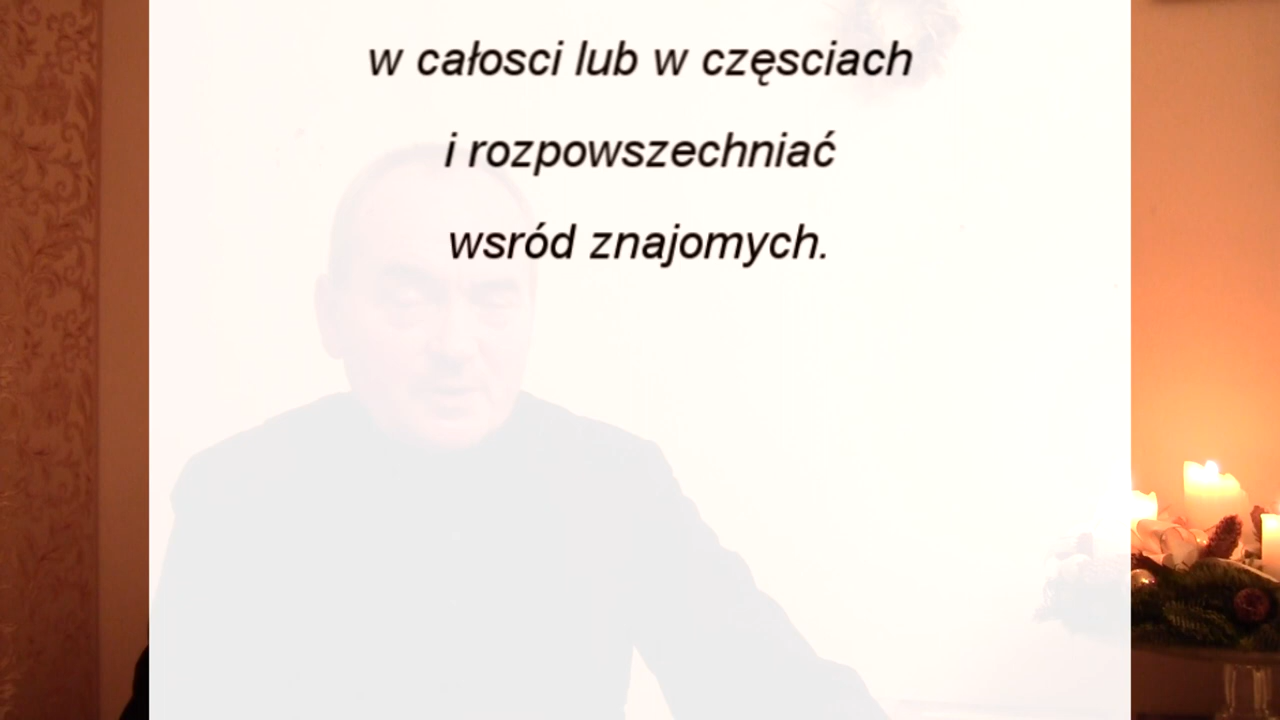 w całosci lub w częsciach
i rozpowszechniać
wsród znajomych.